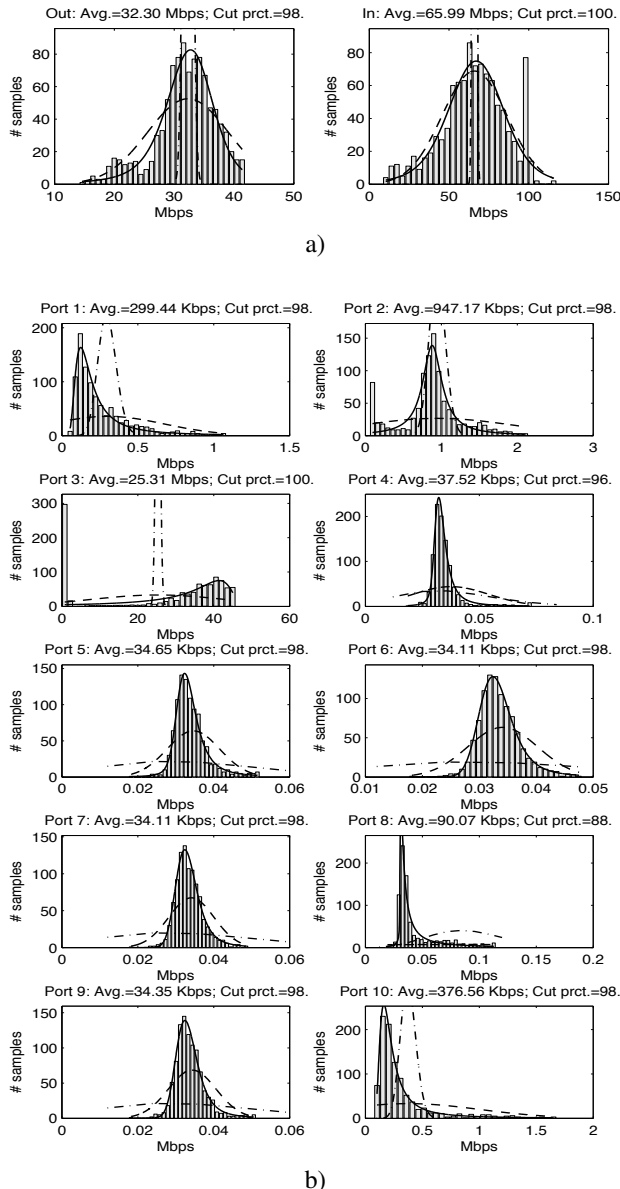 Out: Avg.=32.30 Mbps; Cut prct.=98.
In: Avg.=65.99 Mbps; Cut prct.=100.
# samples
80
60
40
20
0
10
20
30
40
50
Mbps
# samples
80
60
40
20
0
0
50
100
150
Mbps
a)
Port 1: Avg.=299.44 Kbps; Cut prct.=98.
Port 2: Avg.=947.17 Kbps; Cut prct.=98.
# samples
200
100
0
0
0.5
1
1.5
Mbps
# samples
150
100
50
0
0
1
2
3
Mbps
Port 3: Avg.=25.31 Mbps; Cut prct.=100.
Port 4: Avg.=37.52 Kbps; Cut prct.=96.
# samples
300
200
100
0
0
20
40
60
Mbps
# samples
200
100
0
0
0.05
0.1
Mbps
Port 5: Avg.=34.65 Kbps; Cut prct.=98.
Port 6: Avg.=34.11 Kbps; Cut prct.=98.
# samples
150
100
50
0
0
0.02
0.04
0.06
Mbps
# samples
150
100
50
0
0.01
0.02
0.03
0.04
0.05
Mbps
Port 7: Avg.=34.11 Kbps; Cut prct.=98.
Port 8: Avg.=90.07 Kbps; Cut prct.=88.
# samples
150
100
50
0
0
0.02
0.04
0.06
Mbps
# samples
200
100
0
0
0.05
0.1
0.15
0.2
Mbps
Port 9: Avg.=34.35 Kbps; Cut prct.=98.
Port 10: Avg.=376.56 Kbps; Cut prct.=98.
# samples
150
100
50
0
0
0.02
0.04
0.06
Mbps
# samples
200
100
0
0
0.5
1
1.5
2
Mbps
b)